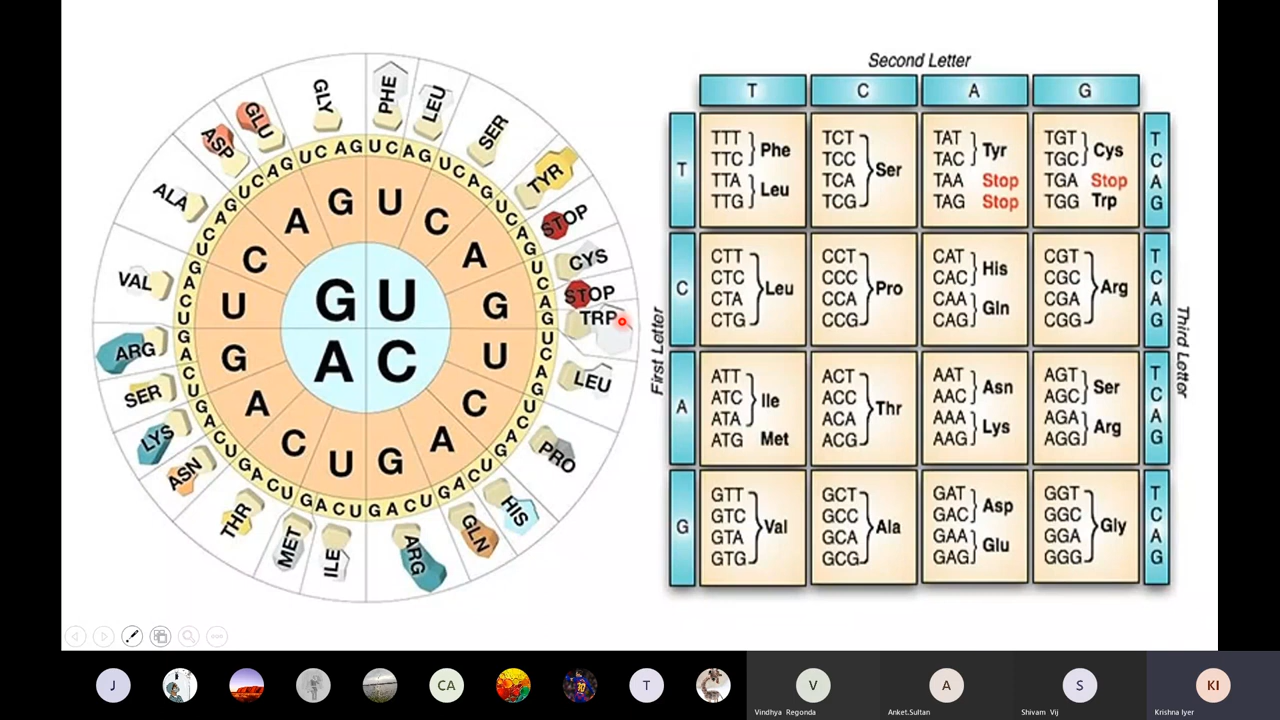 GLY
PHE
LEU
SER
TYR
STOP
CYS
STOP
TRP
LEU
PRO
HIS
GLN
ARG
ILE
MET
THR
ASN
LYS
SER
ARG
VAL
ALA
ASP
GLU
U C A G U C A G U C A G U C A G
U C A G U C A G U C A G U C A G
U C A G U C A G U C A G U C A G
U C A G U C A G U C A G U C A G
U C A G
U C A G
U C A G
U C A G
G U
A C
Second Letter
T C A G
First Letter
Third Letter
T
TTT
TTC
Phe
TTA
TTG
Leu
TCT
TCC
TCA
TCG
Ser
TAT
TAC
Tyr
TAA Stop
TAG Stop
TGT
TGC
Cys
TGA Stop
TGG Trp
T
C
A
G
C
CTT
CTC
CTA
CTG
Leu
CCT
CCC
CCA
CCG
Pro
CAT
CAC
His
CAA
CAG
Gln
CGT
CGC
CGA
CGG
Arg
T
C
A
G
A
ATT
ATC
ATA
Ile
ATG Met
ACT
ACC
ACA
ACG
Thr
AAT
AAC
Asn
AAA
AAG
Lys
AGT
AGC
Ser
AGA
AGG
Arg
T
C
A
G
G
GTT
GTC
GTA
GTG
Val
GCT
GCC
GCA
GCG
Ala
GAT
GAC
Asp
GAA
GAG
Glu
GGT
GGC
GGA
GGG
Gly
T
C
A
G
J
CA
T
V
A
S
KI
Vindhya Regonda
Anket.Sultan
Shivam Vij
Krishna Iyer